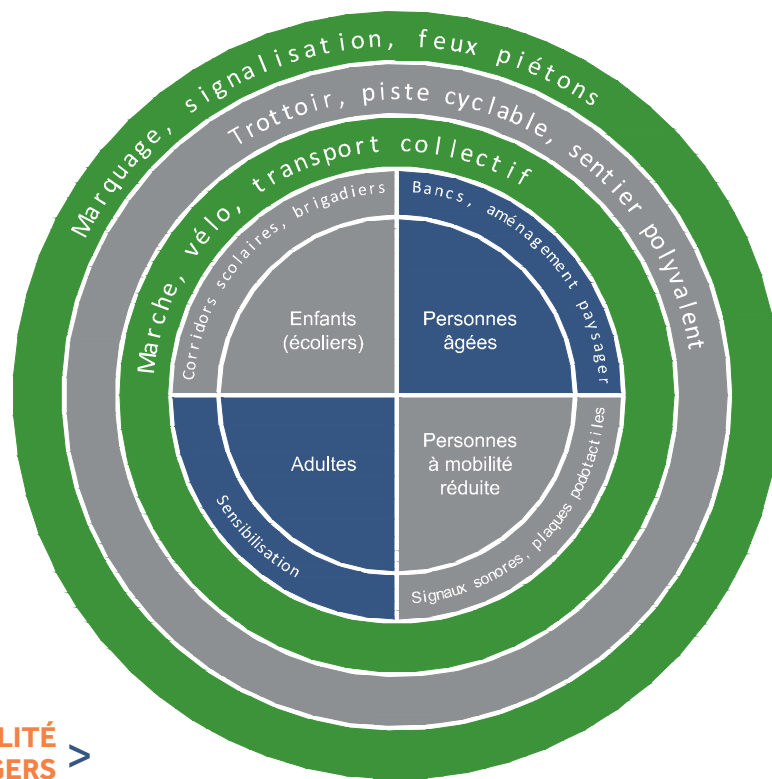 Marquage, signalisation, feux piétons
Trottoir, piste cyclable, sentier polyvalent
Marche, vélo, transport collectif
Corridors scolaires, brigadiers
Bancs, aménagement paysager
Enfants
(écoliers)
Personnes
âgées
Adultes
Personnes
à mobilité
réduite
Sensibilisation
Signaux sonores, plaques podotactiles
LITÉ
GERS >